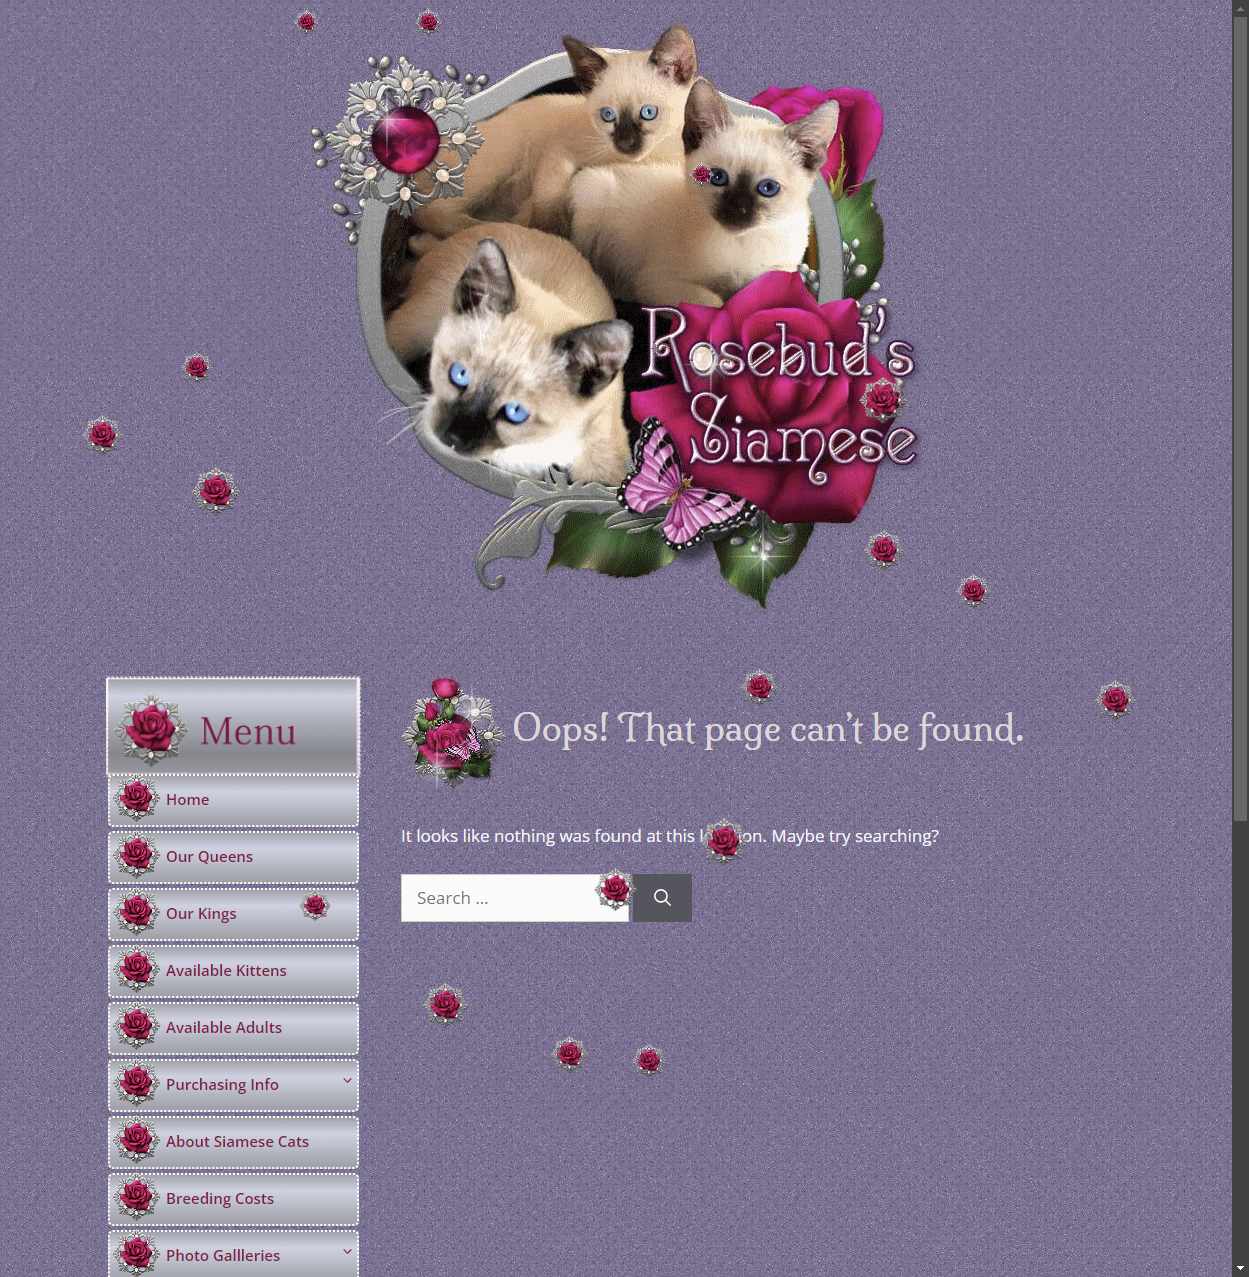 Rosebud's
Siamese
Menu
Oops! That page can't be found.
Home
It looks like nothing was found at this l on. Maybe try searching?
Our Queens
Search ...
Our Kings
Available Kittens
Available Adults
Purchasing Info
About Siamese Cats
Breeding Costs
Photo Gallleries